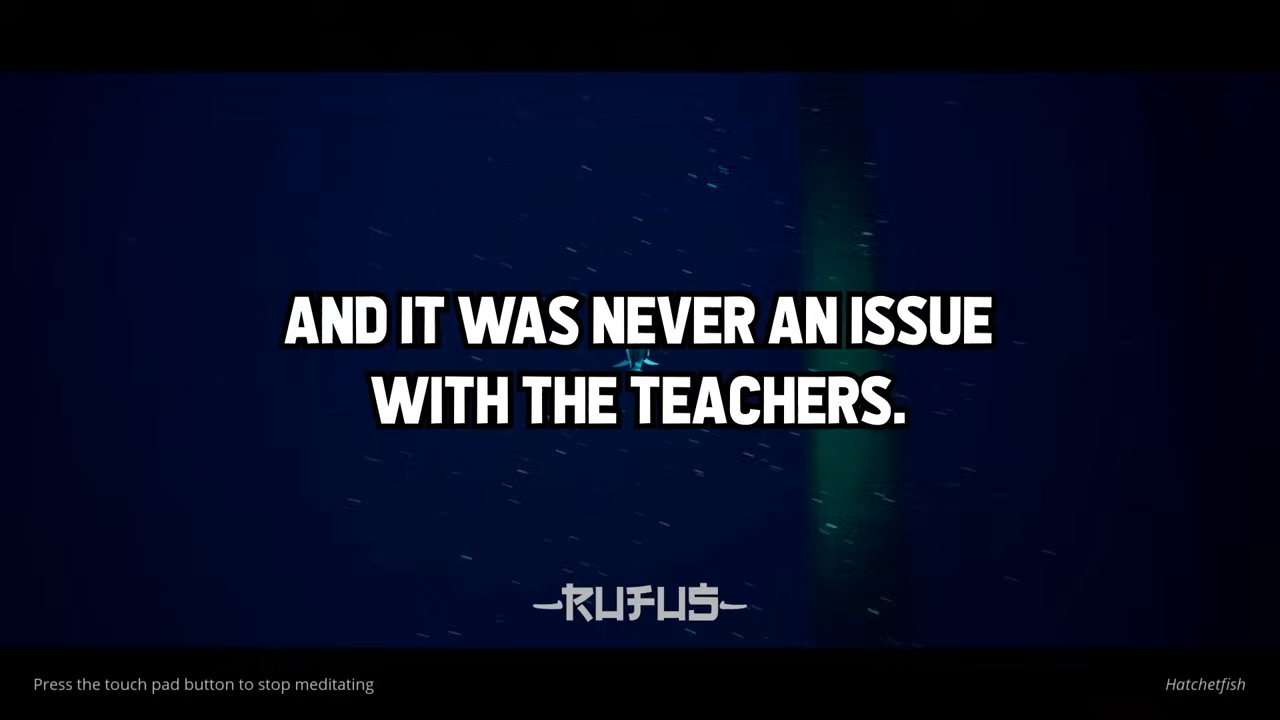 AND IT WAS NEVER AN ISSUE
WITH THE TEACHERS.
-RUFUS-
Press the touch pad button to stop meditating
Hatchetfish